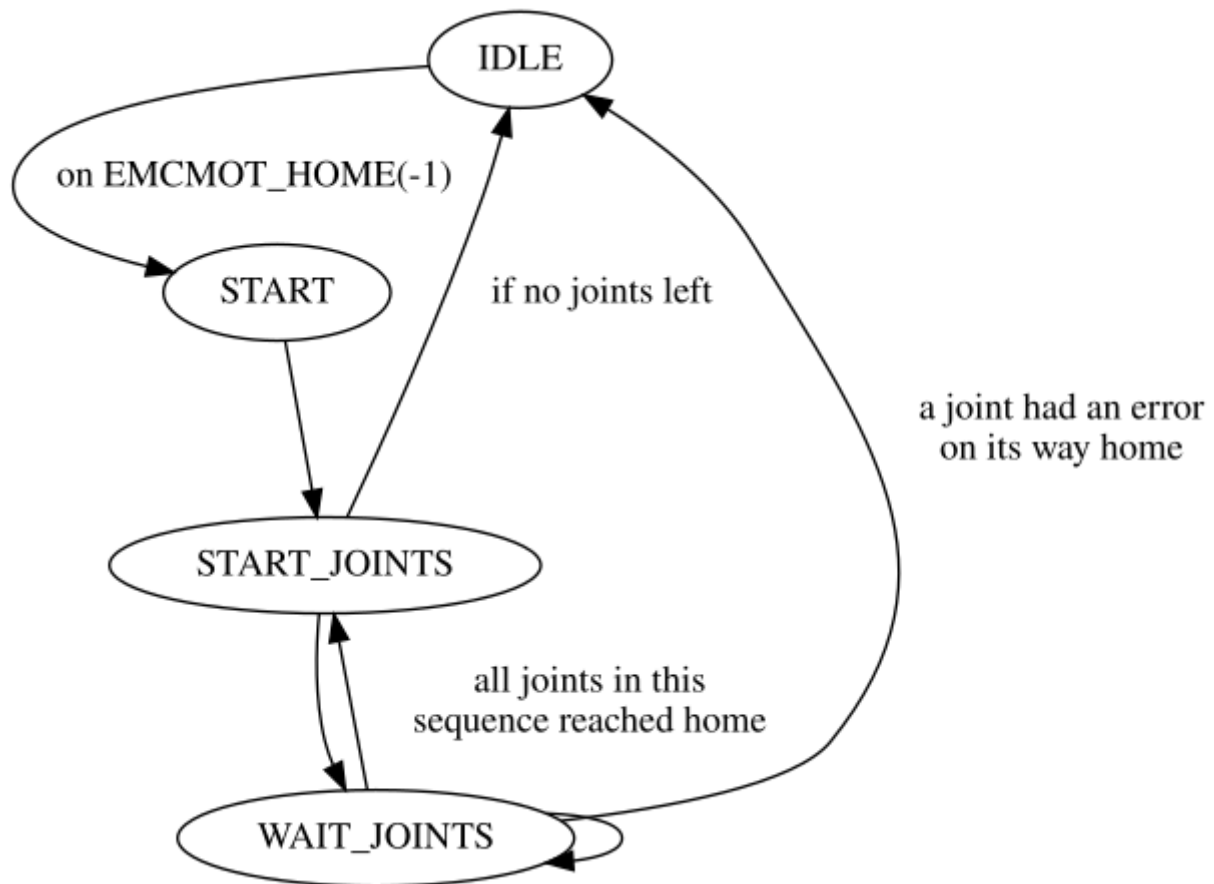 IDLE
on EMCMOT_HOME(-1)
START
if no joints left
a joint had an error
on its way home
START_JOINTS
all joints in this
sequence reached home
WAIT_JOINTS